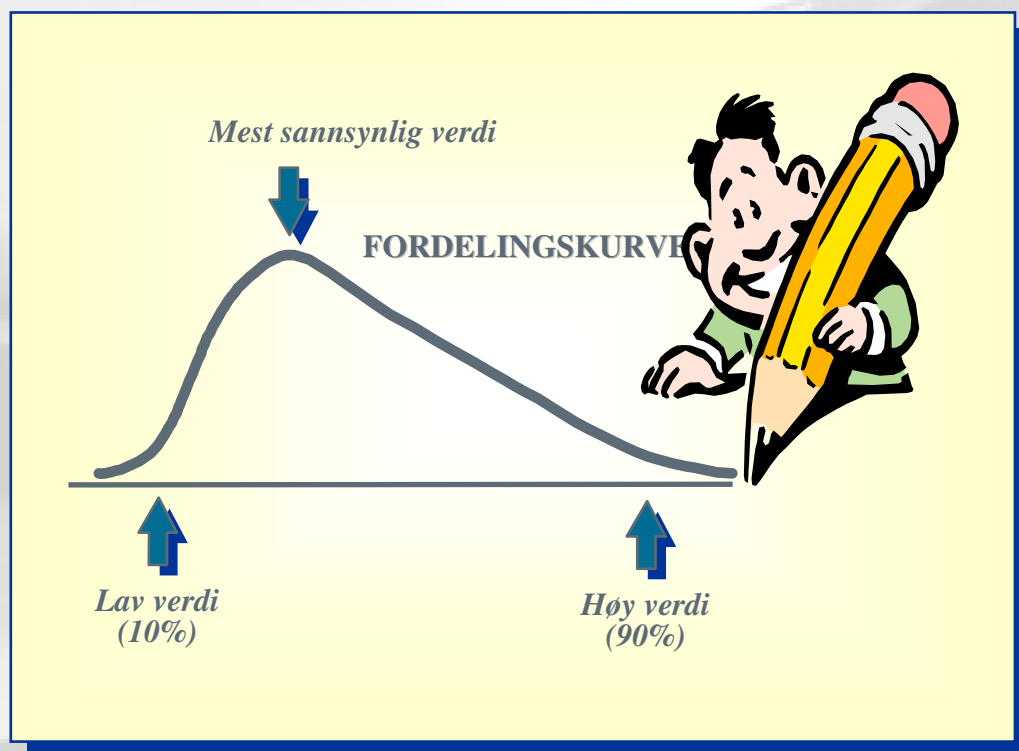 Mest sannsynlig verdi
FORDELINGSKURVE
Lav verdi
(10%)
Høy verdi
(90%)